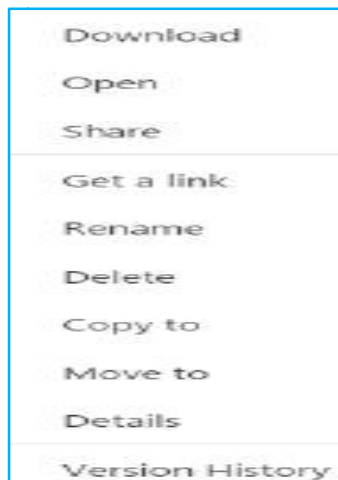 Download
Open
Share
Get a link
Rename
Delete
Copy to
Move to
Details
Version History